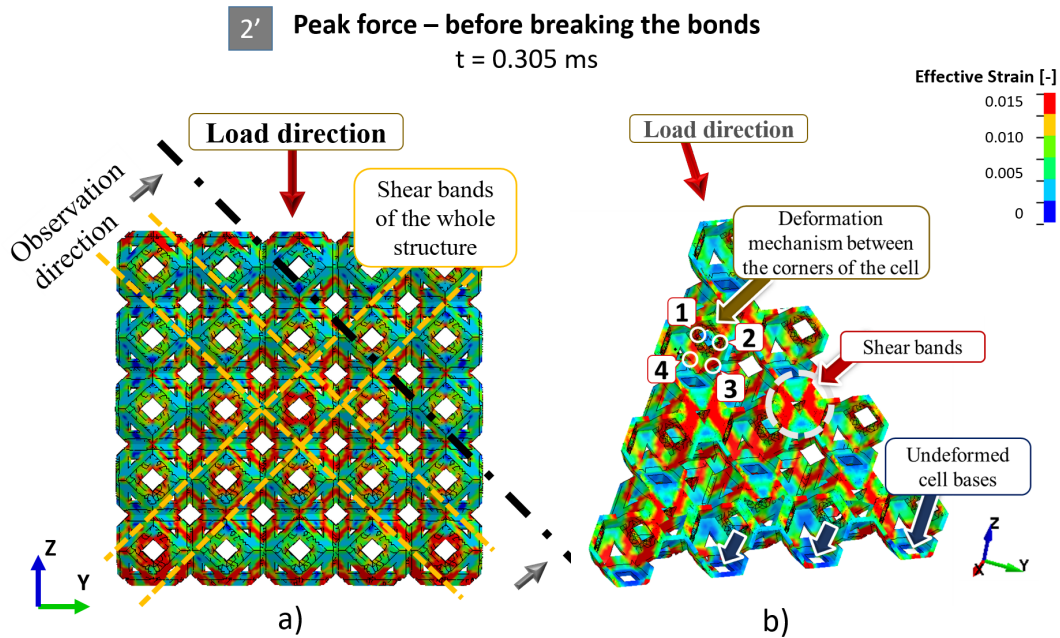 2’
Peak force – before breaking the bonds
t = 0.305 ms
Effective Strain [-]
0.015
0.010
0.005
0
Load direction
Observation
direction
Shear bands
of the whole
structure
Z
Y
a)
Load direction
Deformation
mechanism between
the corners of the cell
1
2
3
4
Shear bands
Undeformed
cell bases
Z
X
Y
b)